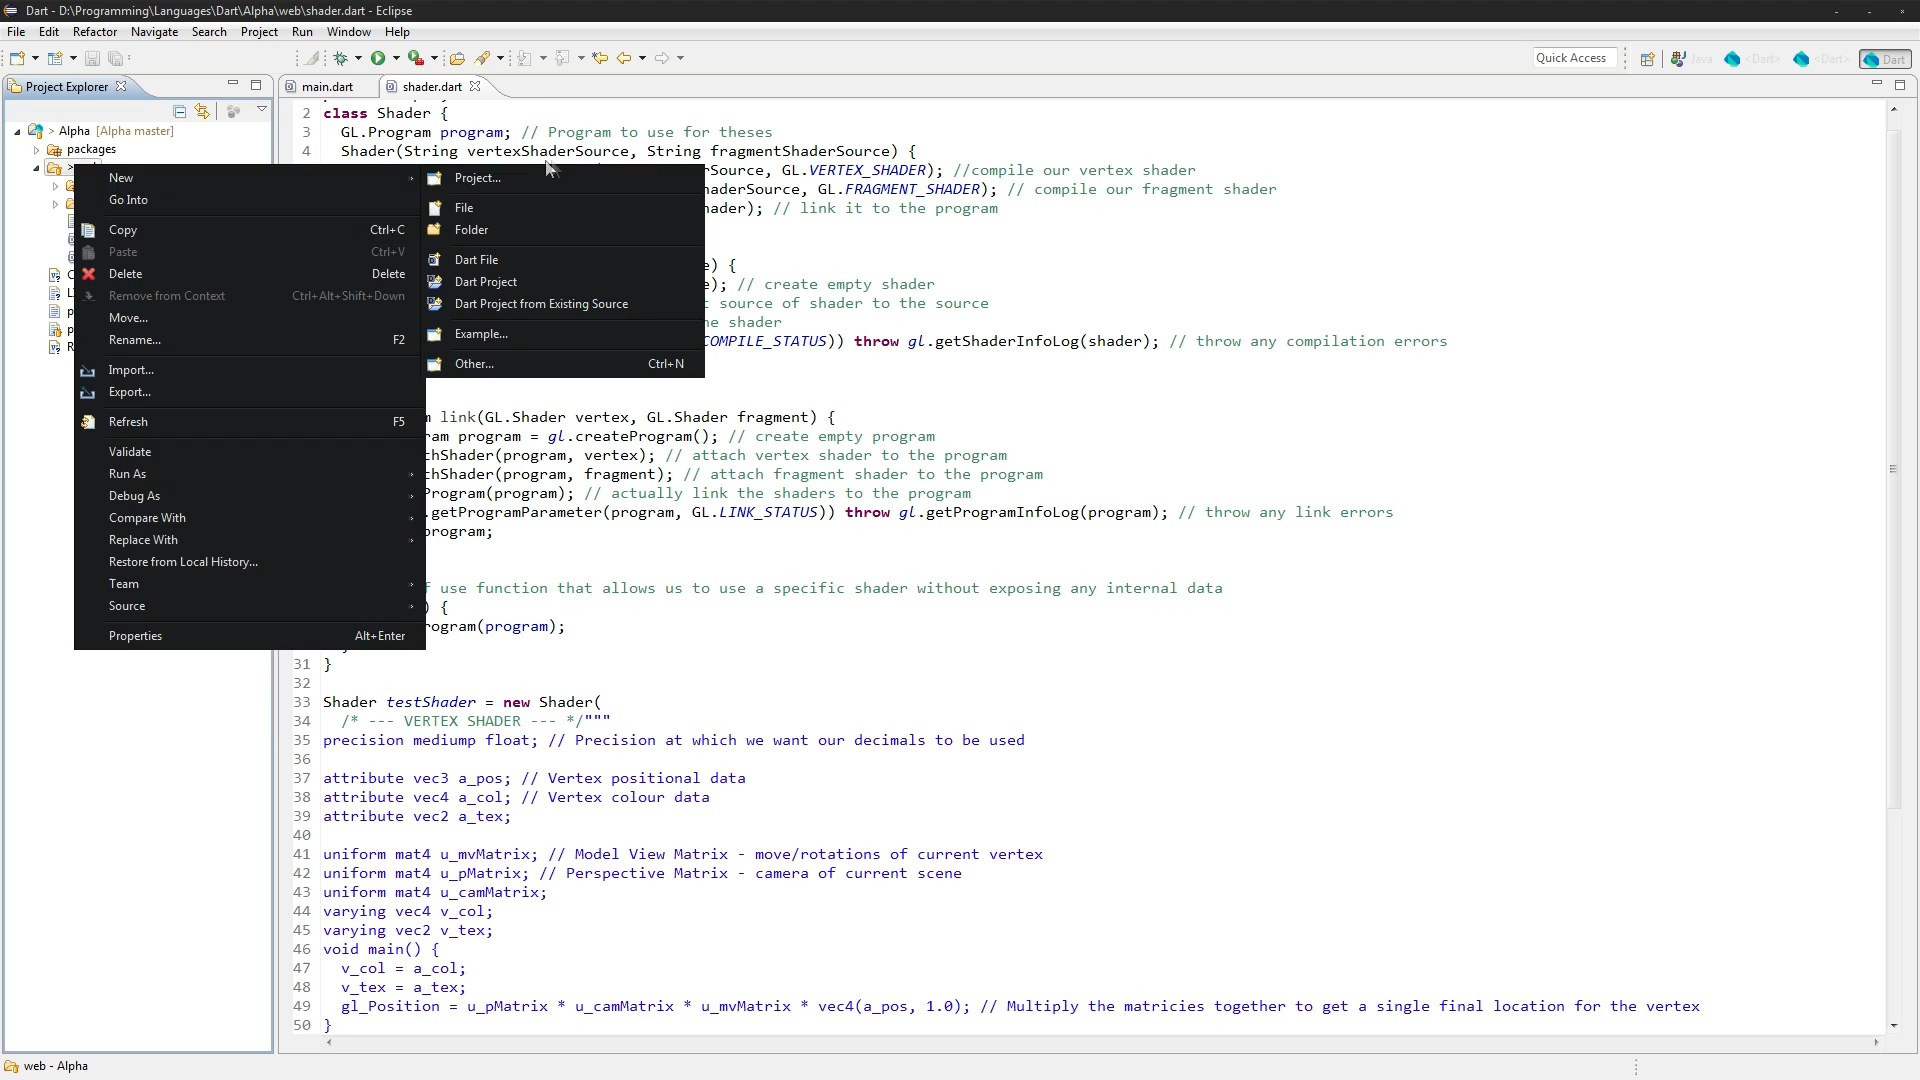 Dart - D:\Programming\Languages\Dart\Alpha\web\shader.dart - Eclipse
File Edit Refactor Navigate Search Project Run Window Help
Quick Access
Java
<Dart>
<Dart>
Dart
Project Explorer
main.dart
shader.dart
> Alpha [Alpha master]
packages
New
Go Into
Copy Ctrl+C
Paste Ctrl+V
Delete Delete
Remove from Context Ctrl+Alt+Shift+Down
Move...
Rename... F2
Import...
Export...
Refresh F5
Validate
Run As
Debug As
Compare With
Replace With
Restore from Local History...
Team
Source
Properties Alt+Enter
Project...
File
Folder
Dart File
Dart Project
Dart Project from Existing Source
Example...
Other... Ctrl+N
2 class Shader {
3 GL.Program program; // Program to use for theses
4 Shader(String vertexShaderSource, String fragmentShaderSource) {
rSource, GL.VERTEX_SHADER); //compile our vertex shader
haderSource, GL.FRAGMENT_SHADER); // compile our fragment shader
hader); // link it to the program
e) {
e); // create empty shader
t source of shader to the source
he shader
COMPILE_STATUS)) throw gl.getShaderInfoLog(shader); // throw any compilation errors
m link(GL.Shader vertex, GL.Shader fragment) {
ram program = gl.createProgram(); // create empty program
chShader(program, vertex); // attach vertex shader to the program
chShader(program, fragment); // attach fragment shader to the program
Program(program); // actually link the shaders to the program
.getProgramParameter(program, GL.LINK_STATUS)) throw gl.getProgramInfoLog(program); // throw any link errors
program;
f use function that allows us to use a specific shader without exposing any internal data
) {
rogram(program);
31 }
32
33 Shader testShader = new Shader(
34 /* --- VERTEX SHADER --- */"""
35 precision mediump float; // Precision at which we want our decimals to be used
36
37 attribute vec3 a_pos; // Vertex positional data
38 attribute vec4 a_col; // Vertex colour data
39 attribute vec2 a_tex;
40
41 uniform mat4 u_mvMatrix; // Model View Matrix - move/rotations of current vertex
42 uniform mat4 u_pMatrix; // Perspective Matrix - camera of current scene
43 uniform mat4 u_camMatrix;
44 varying vec4 v_col;
45 varying vec2 v_tex;
46 void main() {
47 v_col = a_col;
48 v_tex = a_tex;
49 gl_Position = u_pMatrix * u_camMatrix * u_mvMatrix * vec4(a_pos, 1.0); // Multiply the matricies together to get a single final location for the vertex
50 }
web - Alpha